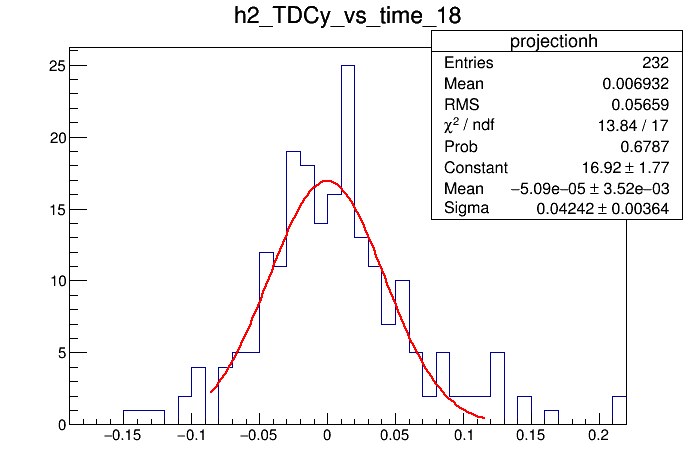 h2_TDCy_vs_time_18
projectionh
Entries 232
Mean 0.006932
RMS 0.05659
χ² / ndf 13.84 / 17
Prob 0.6787
Constant 16.92 ± 1.77
Mean −5.09e−05 ± 3.52e−03
Sigma 0.04242 ± 0.00364
25
20
15
10
5
0
−0.15 −0.1 −0.05 0 0.05 0.1 0.15 0.2